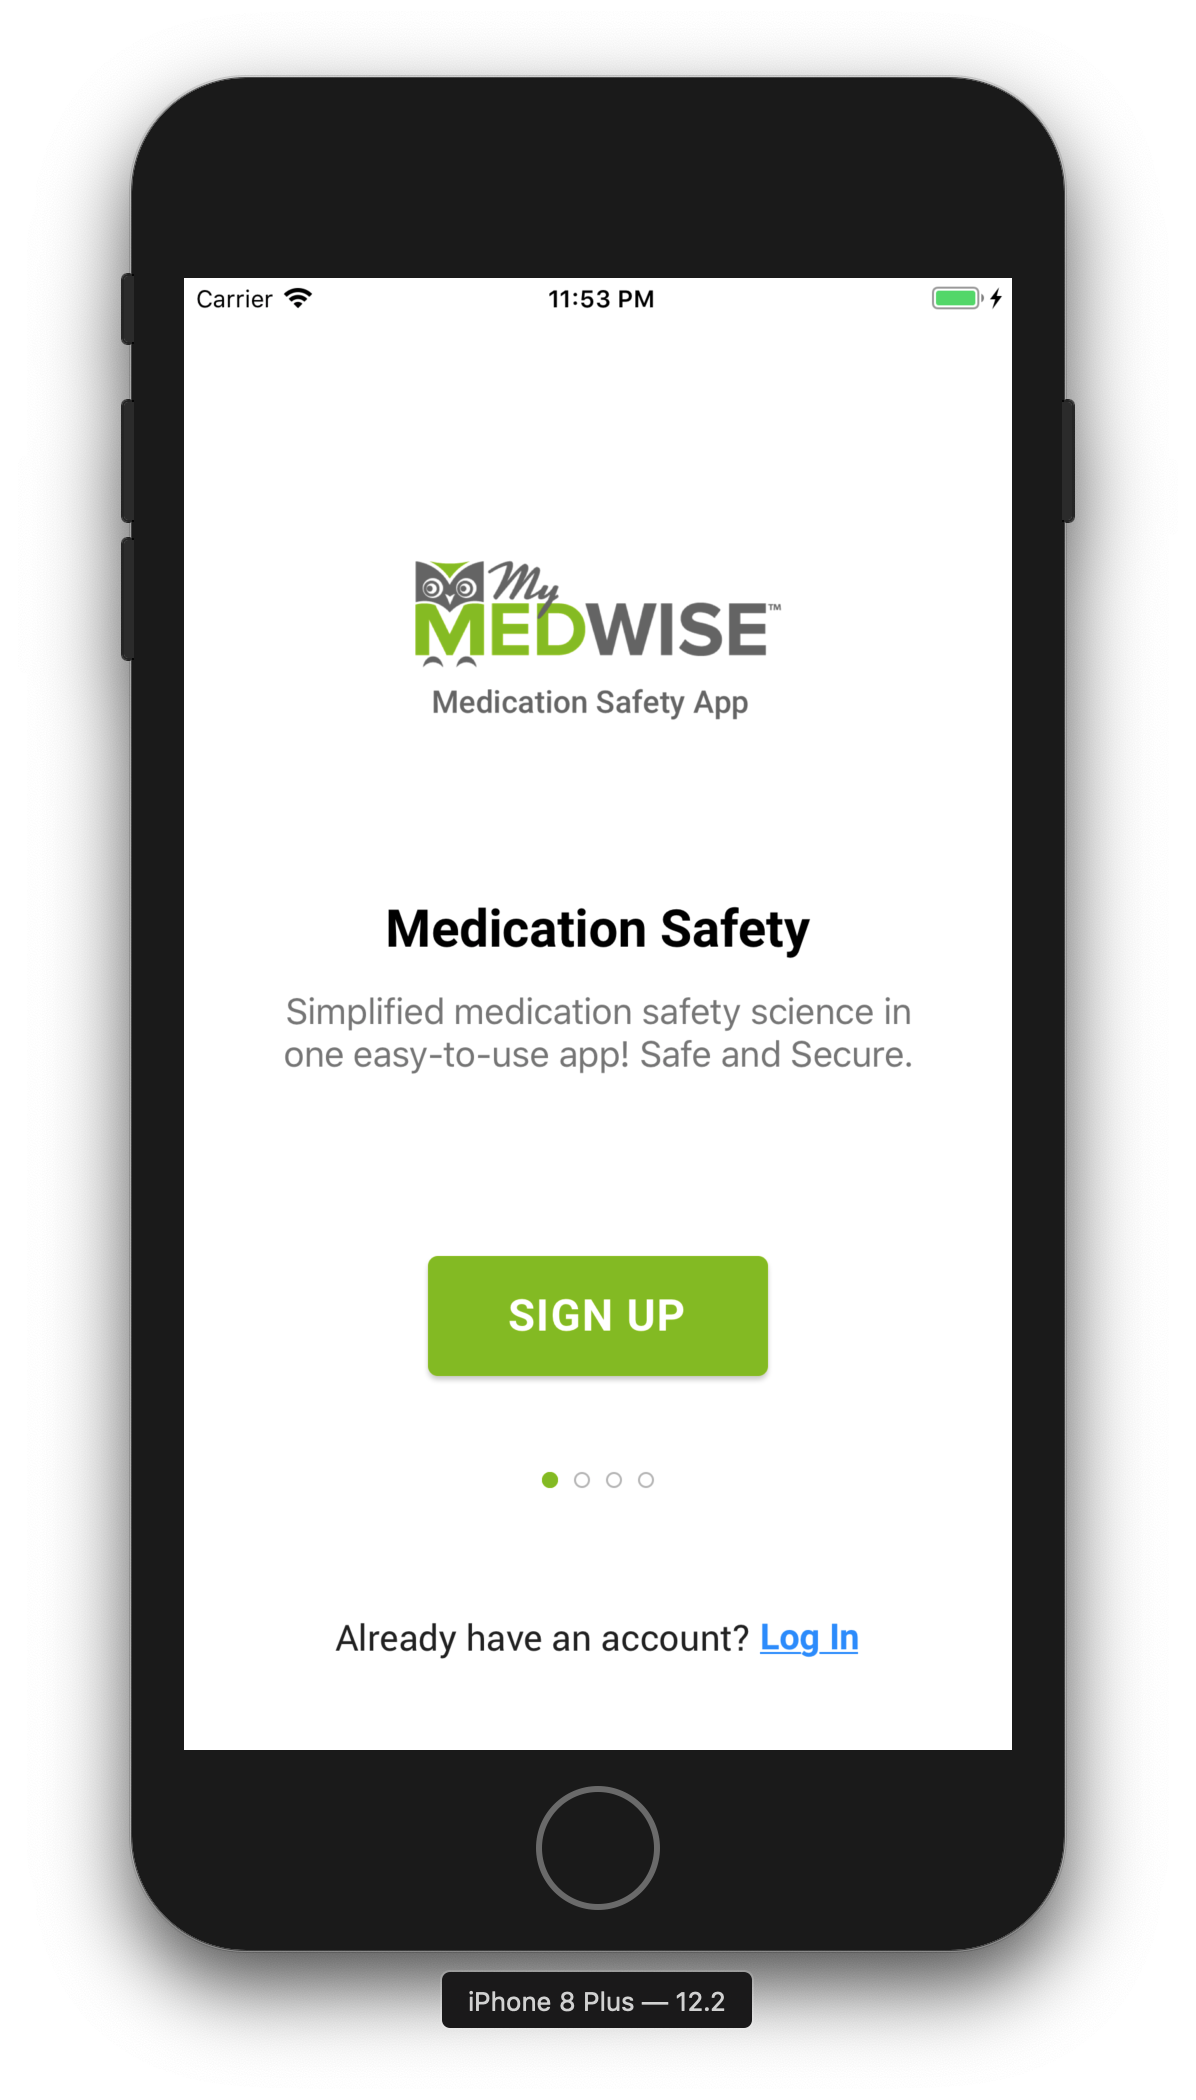 Carrier 11:53 PM
My
MEDWISE™
Medication Safety App
Medication Safety
Simplified medication safety science in
one easy-to-use app! Safe and Secure.
SIGN UP
Already have an account? Log In
iPhone 8 Plus — 12.2